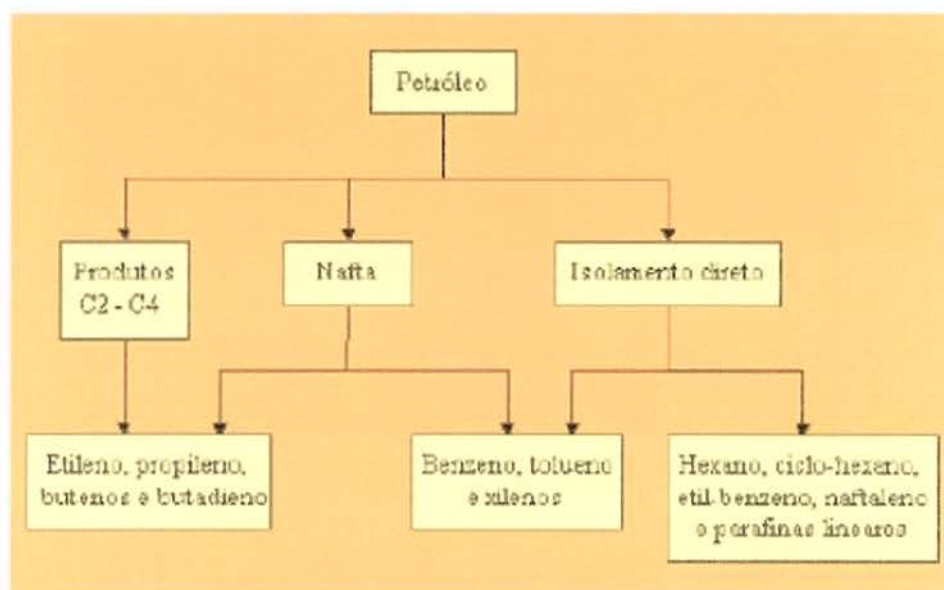 Petróleo
Produtos
C2 - C4
Nafta
Isolamento direto
Etileno, propileno,
butenos e butadieno
Benzeno, tolueno
e xilenos
Hexano, ciclo-hexano,
etil-benzeno, naftaleno
e parafinas lineares